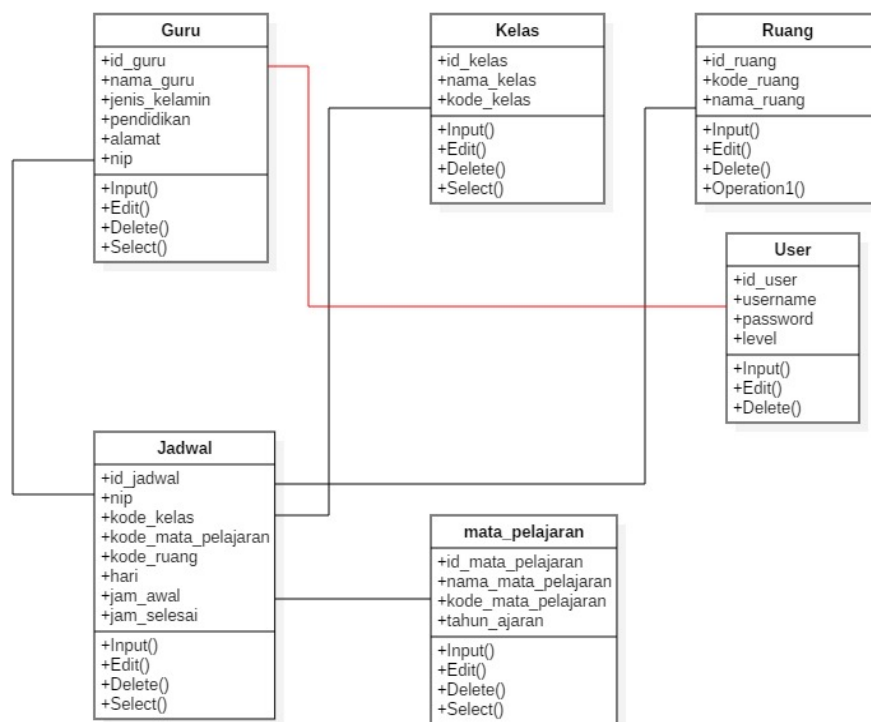 Guru
+id_guru
+nama_guru
+jenis_kelamin
+pendidikan
+alamat
+nip
+Input()
+Edit()
+Delete()
+Select()
Kelas
+id_kelas
+nama_kelas
+kode_kelas
+Input()
+Edit()
+Delete()
+Select()
Ruang
+id_ruang
+kode_ruang
+nama_ruang
+Input()
+Edit()
+Delete()
+Operation1()
User
+id_user
+username
+password
+level
+Input()
+Edit()
+Delete()
Jadwal
+id_jadwal
+nip
+kode_kelas
+kode_mata_pelajaran
+kode_ruang
+hari
+jam_awal
+jam_selesai
+Input()
+Edit()
+Delete()
+Select()
mata_pelajaran
+id_mata_pelajaran
+nama_mata_pelajaran
+kode_mata_pelajaran
+tahun_ajaran
+Input()
+Edit()
+Delete()
+Select()